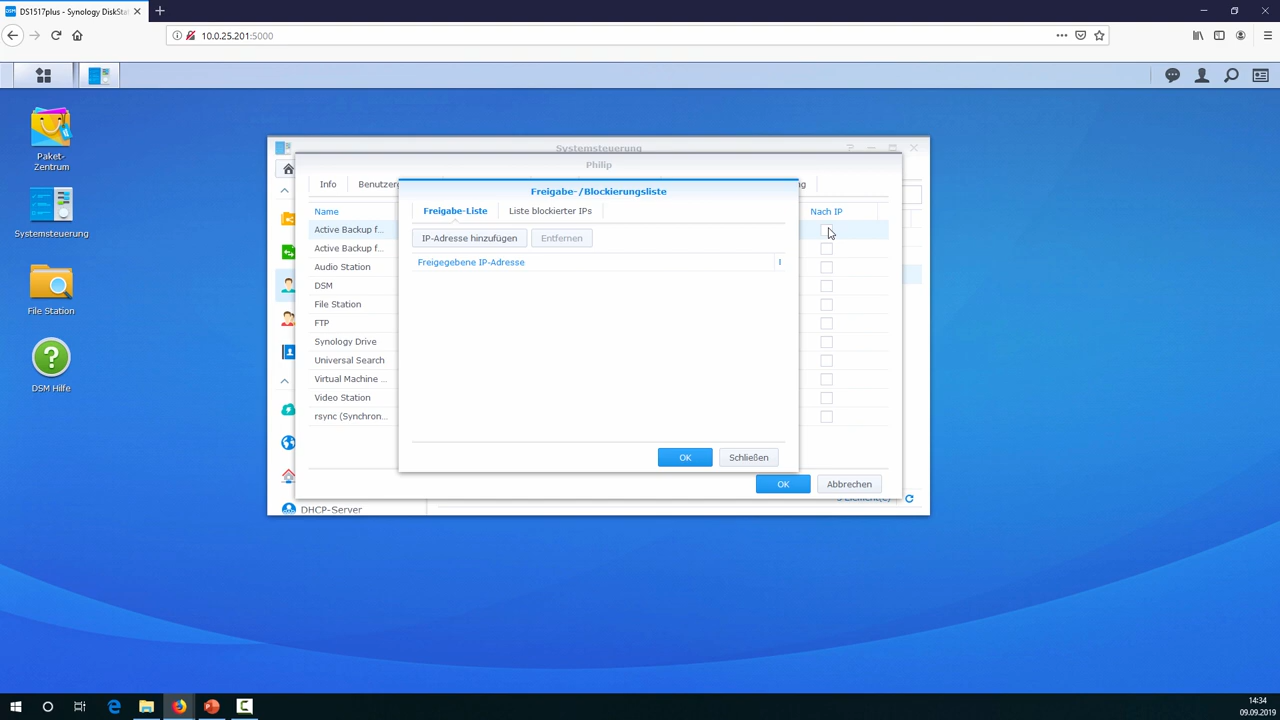 DS1517plus - Synology DiskSta
10.0.25.201:5000
Paket-
Zentrum
Systemsteuerung
File Station
DSM Hilfe
Systemsteuerung
Philip
Info
Benutzerg
Name
Nach IP
Active Backup f...
Active Backup f...
Audio Station
DSM
File Station
FTP
Synology Drive
Universal Search
Virtual Machine ...
Video Station
rsync (Synchron...
Freigabe-/Blockierungsliste
Freigabe-Liste
Liste blockierter IPs
IP-Adresse hinzufügen
Entfernen
Freigegebene IP-Adresse
OK
Schließen
OK
Abbrechen
DHCP-Server
14:34
09.09.2019